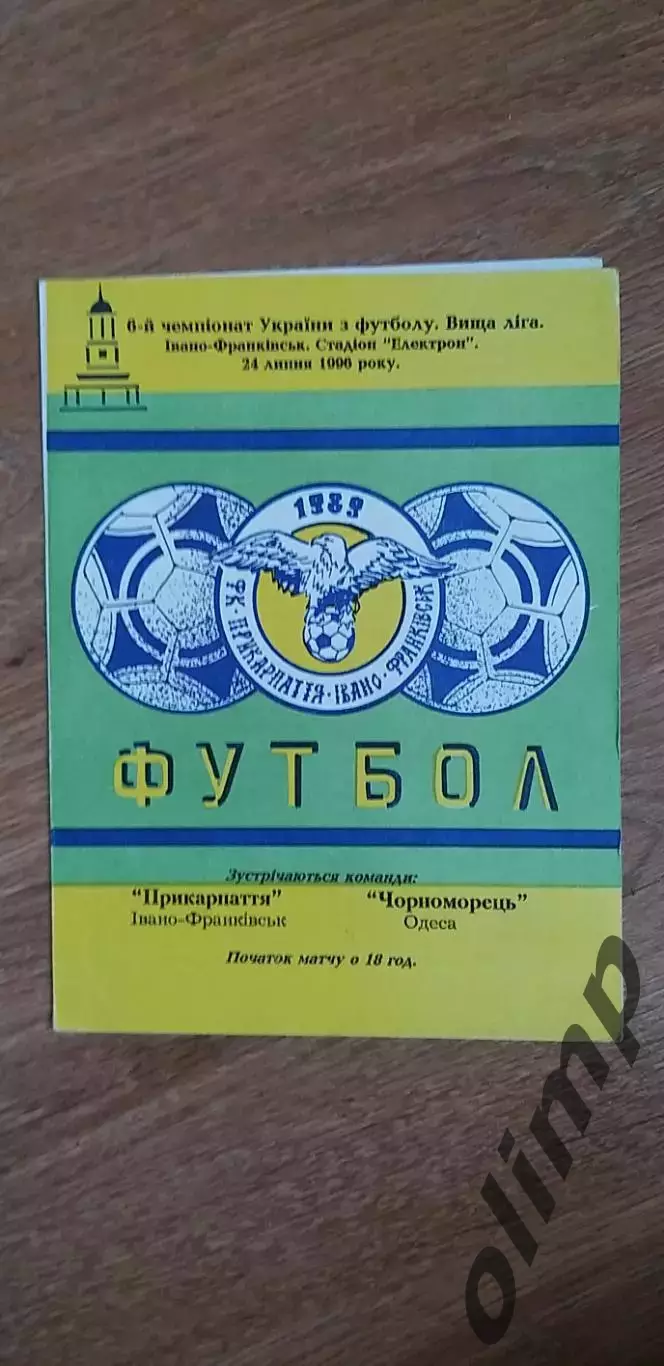 6-й чемпіонат України з футболу. Вища ліга.
Івано-Франківськ. Стадіон "Електрон".
24 липня 1996 року.
1989
ФК ПРИКАРПАТТЯ · ІВАНО · ФРАНКІВСЬК
ФУТБОЛ
Зустрічаються команди:
"Прикарпаття" "Чорноморець"
Івано-Франківськ Одеса
Початок матчу о 18 год.
olimp